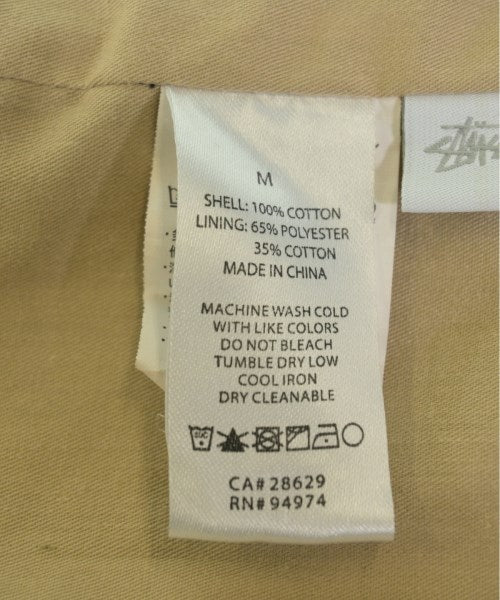 M
SHELL: 100% COTTON
LINING: 65% POLYESTER
35% COTTON
MADE IN CHINA
MACHINE WASH COLD
WITH LIKE COLORS
DO NOT BLEACH
TUMBLE DRY LOW
COOL IRON
DRY CLEANABLE
CA# 28629
RN# 94974